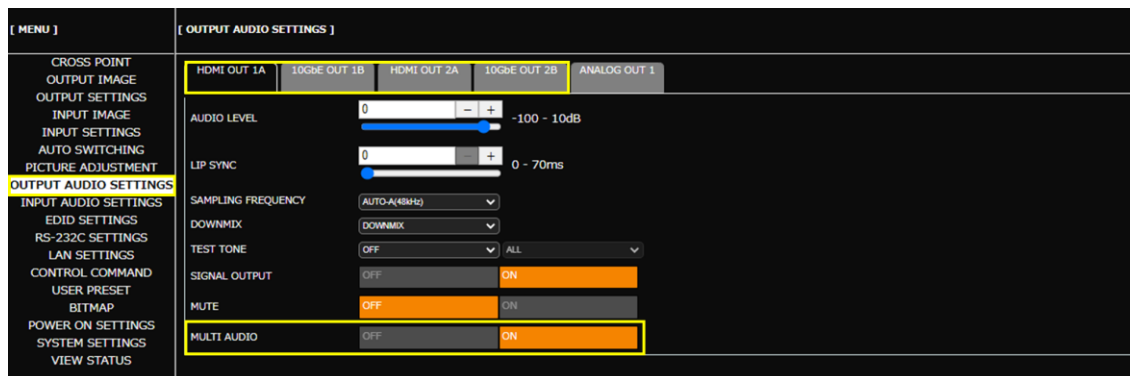 [ MENU ]
[ OUTPUT AUDIO SETTINGS ]
CROSS POINT
OUTPUT IMAGE
OUTPUT SETTINGS
INPUT IMAGE
INPUT SETTINGS
AUTO SWITCHING
PICTURE ADJUSTMENT
OUTPUT AUDIO SETTINGS
INPUT AUDIO SETTINGS
EDID SETTINGS
RS-232C SETTINGS
LAN SETTINGS
CONTROL COMMAND
USER PRESET
BITMAP
POWER ON SETTINGS
SYSTEM SETTINGS
VIEW STATUS
HDMI OUT 1A 10GbE OUT 1B HDMI OUT 2A 10GbE OUT 2B ANALOG OUT 1
AUDIO LEVEL 0 - + -100 - 10dB
LIP SYNC 0 - + 0 - 70ms
SAMPLING FREQUENCY AUTO-A(48kHz)
DOWNMIX DOWNMIX
TEST TONE OFF ALL
SIGNAL OUTPUT OFF ON
MUTE OFF ON
MULTI AUDIO OFF ON